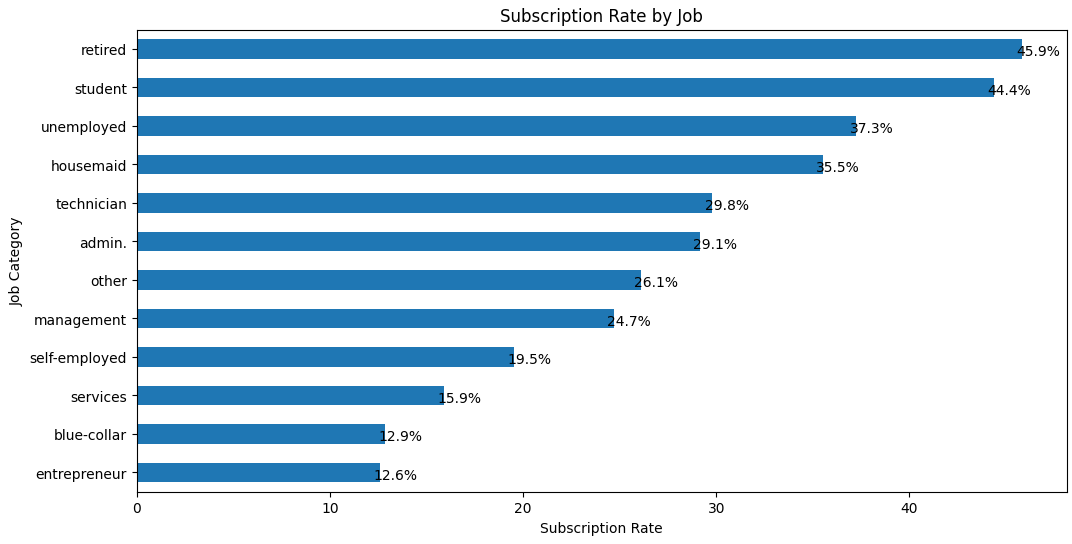 Subscription Rate by Job
Job Category
retired 45.9%
student 44.4%
unemployed 37.3%
housemaid 35.5%
technician 29.8%
admin. 29.1%
other 26.1%
management 24.7%
self-employed 19.5%
services 15.9%
blue-collar 12.9%
entrepreneur 12.6%
0 10 20 30 40
Subscription Rate